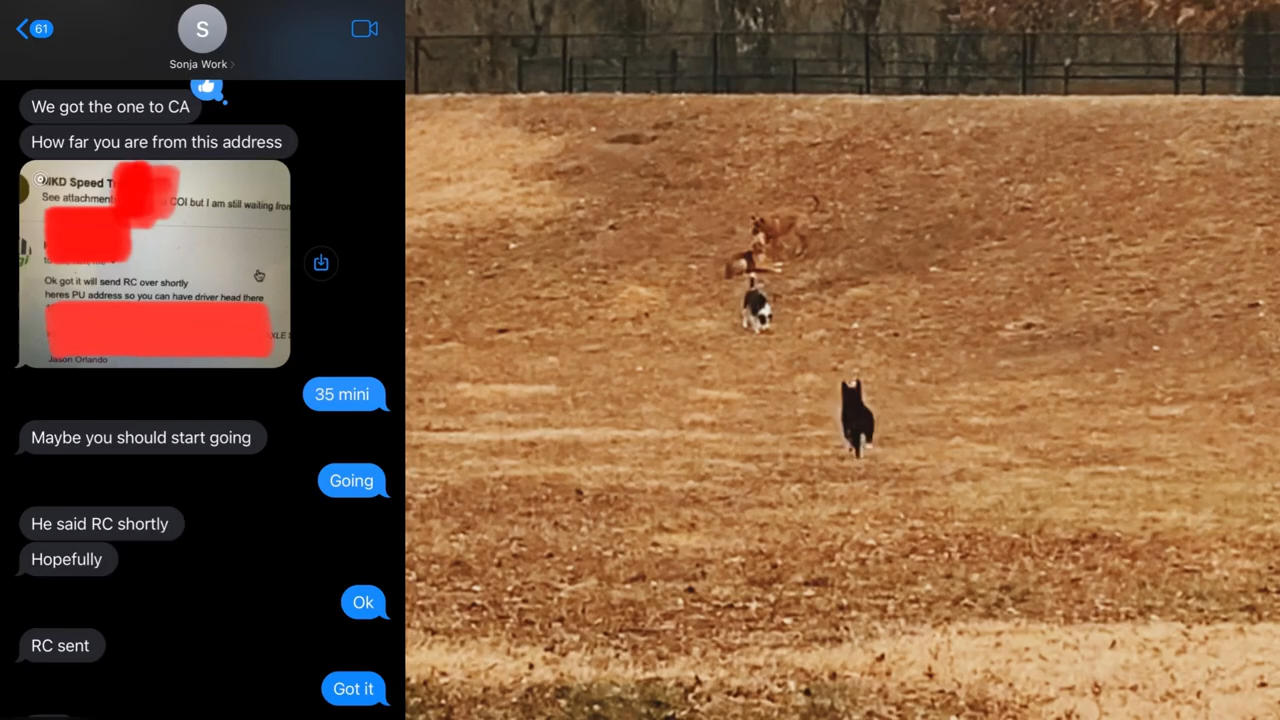 61
S
Sonja Work
We got the one to CA
How far you are from this address
MKD Speed T
See attachment COI but I am still waiting from
Ok got it will send RC over shortly
heres PU address so you can have driver head there
Jason Orlando
35 mini
Maybe you should start going
Going
He said RC shortly
Hopefully
Ok
RC sent
Got it